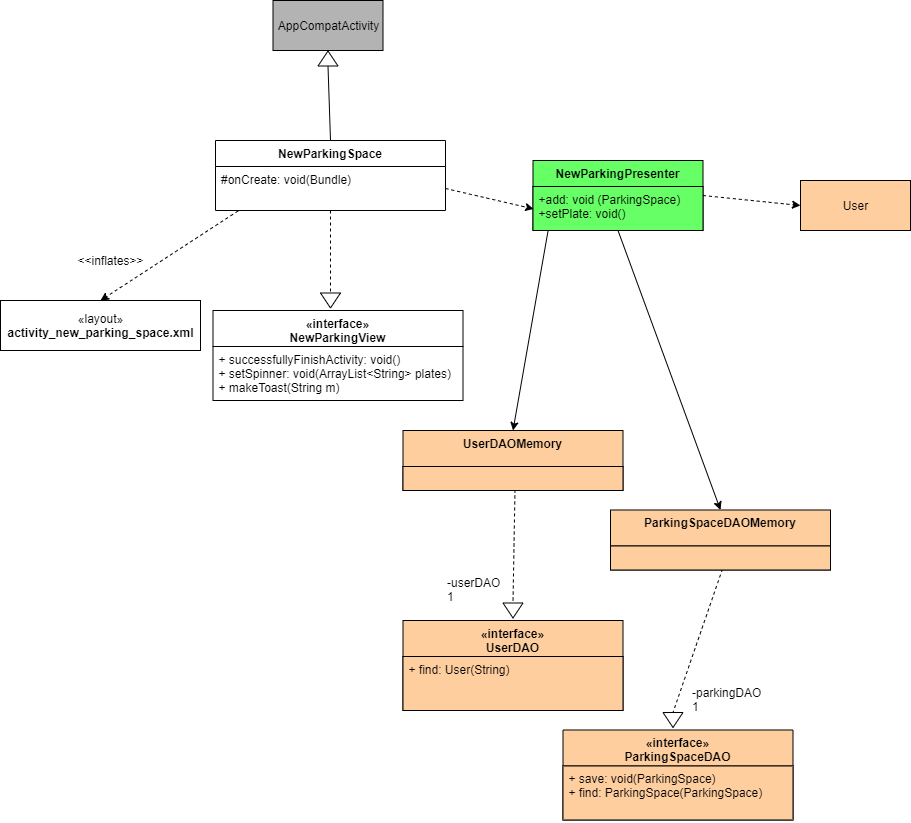 AppCompatActivity
NewParkingSpace
#onCreate: void(Bundle)
NewParkingPresenter
+add: void (ParkingSpace)
+setPlate: void()
User
<<inflates>>
«layout»
activity_new_parking_space.xml
«interface»
NewParkingView
+ successfullyFinishActivity: void()
+ setSpinner: void(ArrayList<String> plates)
+ makeToast(String m)
UserDAOMemory
ParkingSpaceDAOMemory
-userDAO
1
«interface»
UserDAO
+ find: User(String)
-parkingDAO
1
«interface»
ParkingSpaceDAO
+ save: void(ParkingSpace)
+ find: ParkingSpace(ParkingSpace)